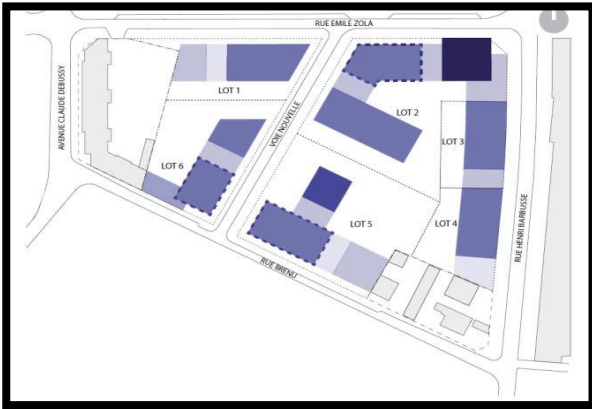 RUE EMILE ZOLA
AVENUE CLAUDE DEBUSSY
LOT 1
VOIE NOUVELLE
LOT 2
LOT 3
LOT 6
LOT 5
LOT 4
RUE HENRI BARBUSSE
RUE BRENU